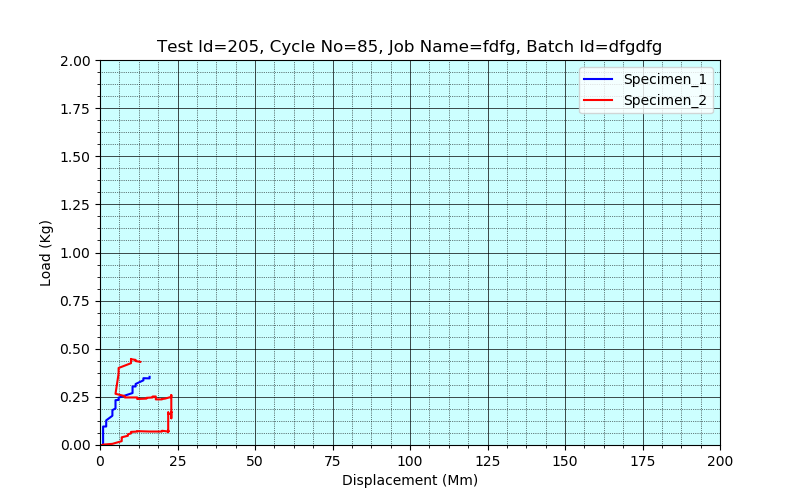 Test Id=205, Cycle No=85, Job Name=fdfg, Batch Id=dfgdfg
Specimen_1
Specimen_2
2.00
1.75
1.50
1.25
1.00
0.75
0.50
0.25
0.00
Load (Kg)
0 25 50 75 100 125 150 175 200
Displacement (Mm)